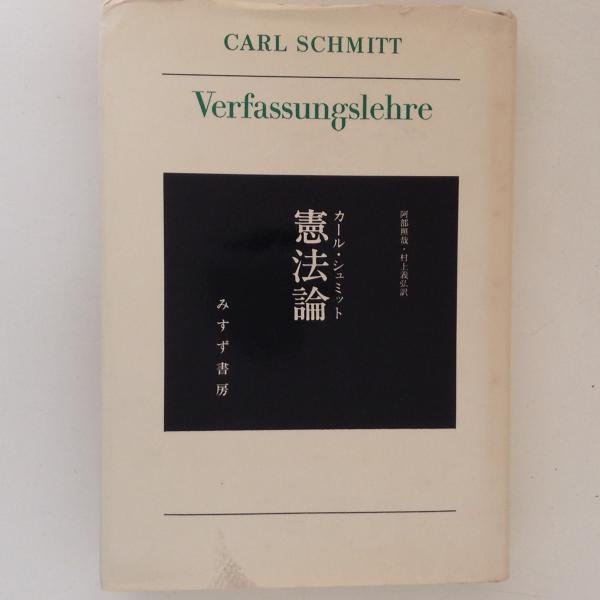 CARL SCHMITT
Verfassungslehre
阿部照哉・村上義弘訳
カール・シュミット
憲法論
みすず書房